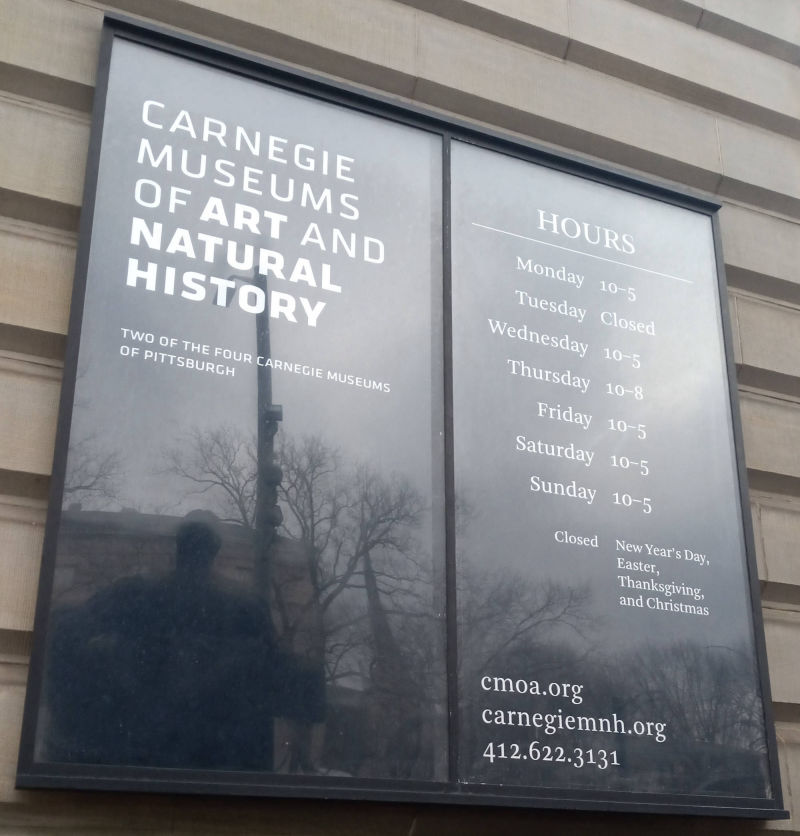 CARNEGIE
MUSEUMS
OF ART AND
NATURAL
HISTORY
TWO OF THE FOUR CARNEGIE MUSEUMS
OF PITTSBURGH
HOURS
Monday 10–5
Tuesday Closed
Wednesday 10–5
Thursday 10–8
Friday 10–5
Saturday 10–5
Sunday 10–5
Closed New Year's Day,
Easter,
Thanksgiving,
and Christmas
cmoa.org
carnegiemnh.org
412.622.3131